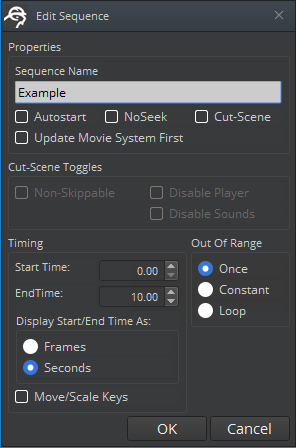 Edit Sequence
Properties
Sequence Name
Example
Autostart NoSeek Cut-Scene
Update Movie System First
Cut-Scene Toggles
Non-Skippable Disable Player
Disable Sounds
Timing Out Of Range
Start Time: 0.00 Once
EndTime: 10.00 Constant
Display Start/End Time As: Loop
Frames
Seconds
Move/Scale Keys
OK Cancel